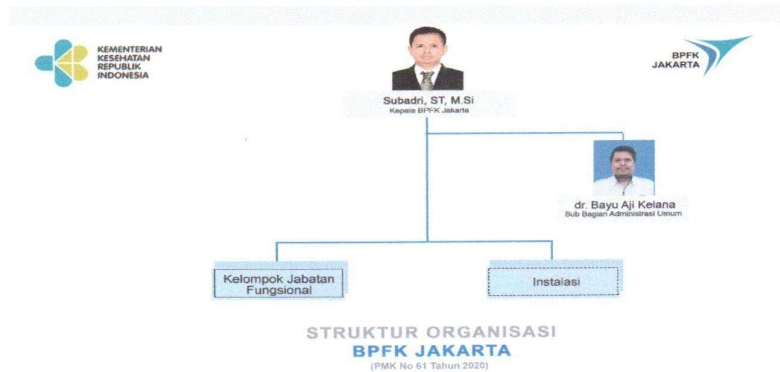 KEMENTERIAN
KESEHATAN
REPUBLIK
INDONESIA
BPFK
JAKARTA
Subadri, ST, M.Si
Kepala BPFK Jakarta
dr. Bayu Aji Kelana
Sub Bagian Administrasi Umum
Kelompok Jabatan
Fungsional
Instalasi
STRUKTUR ORGANISASI
BPFK JAKARTA
(PMK No 61 Tahun 2020)